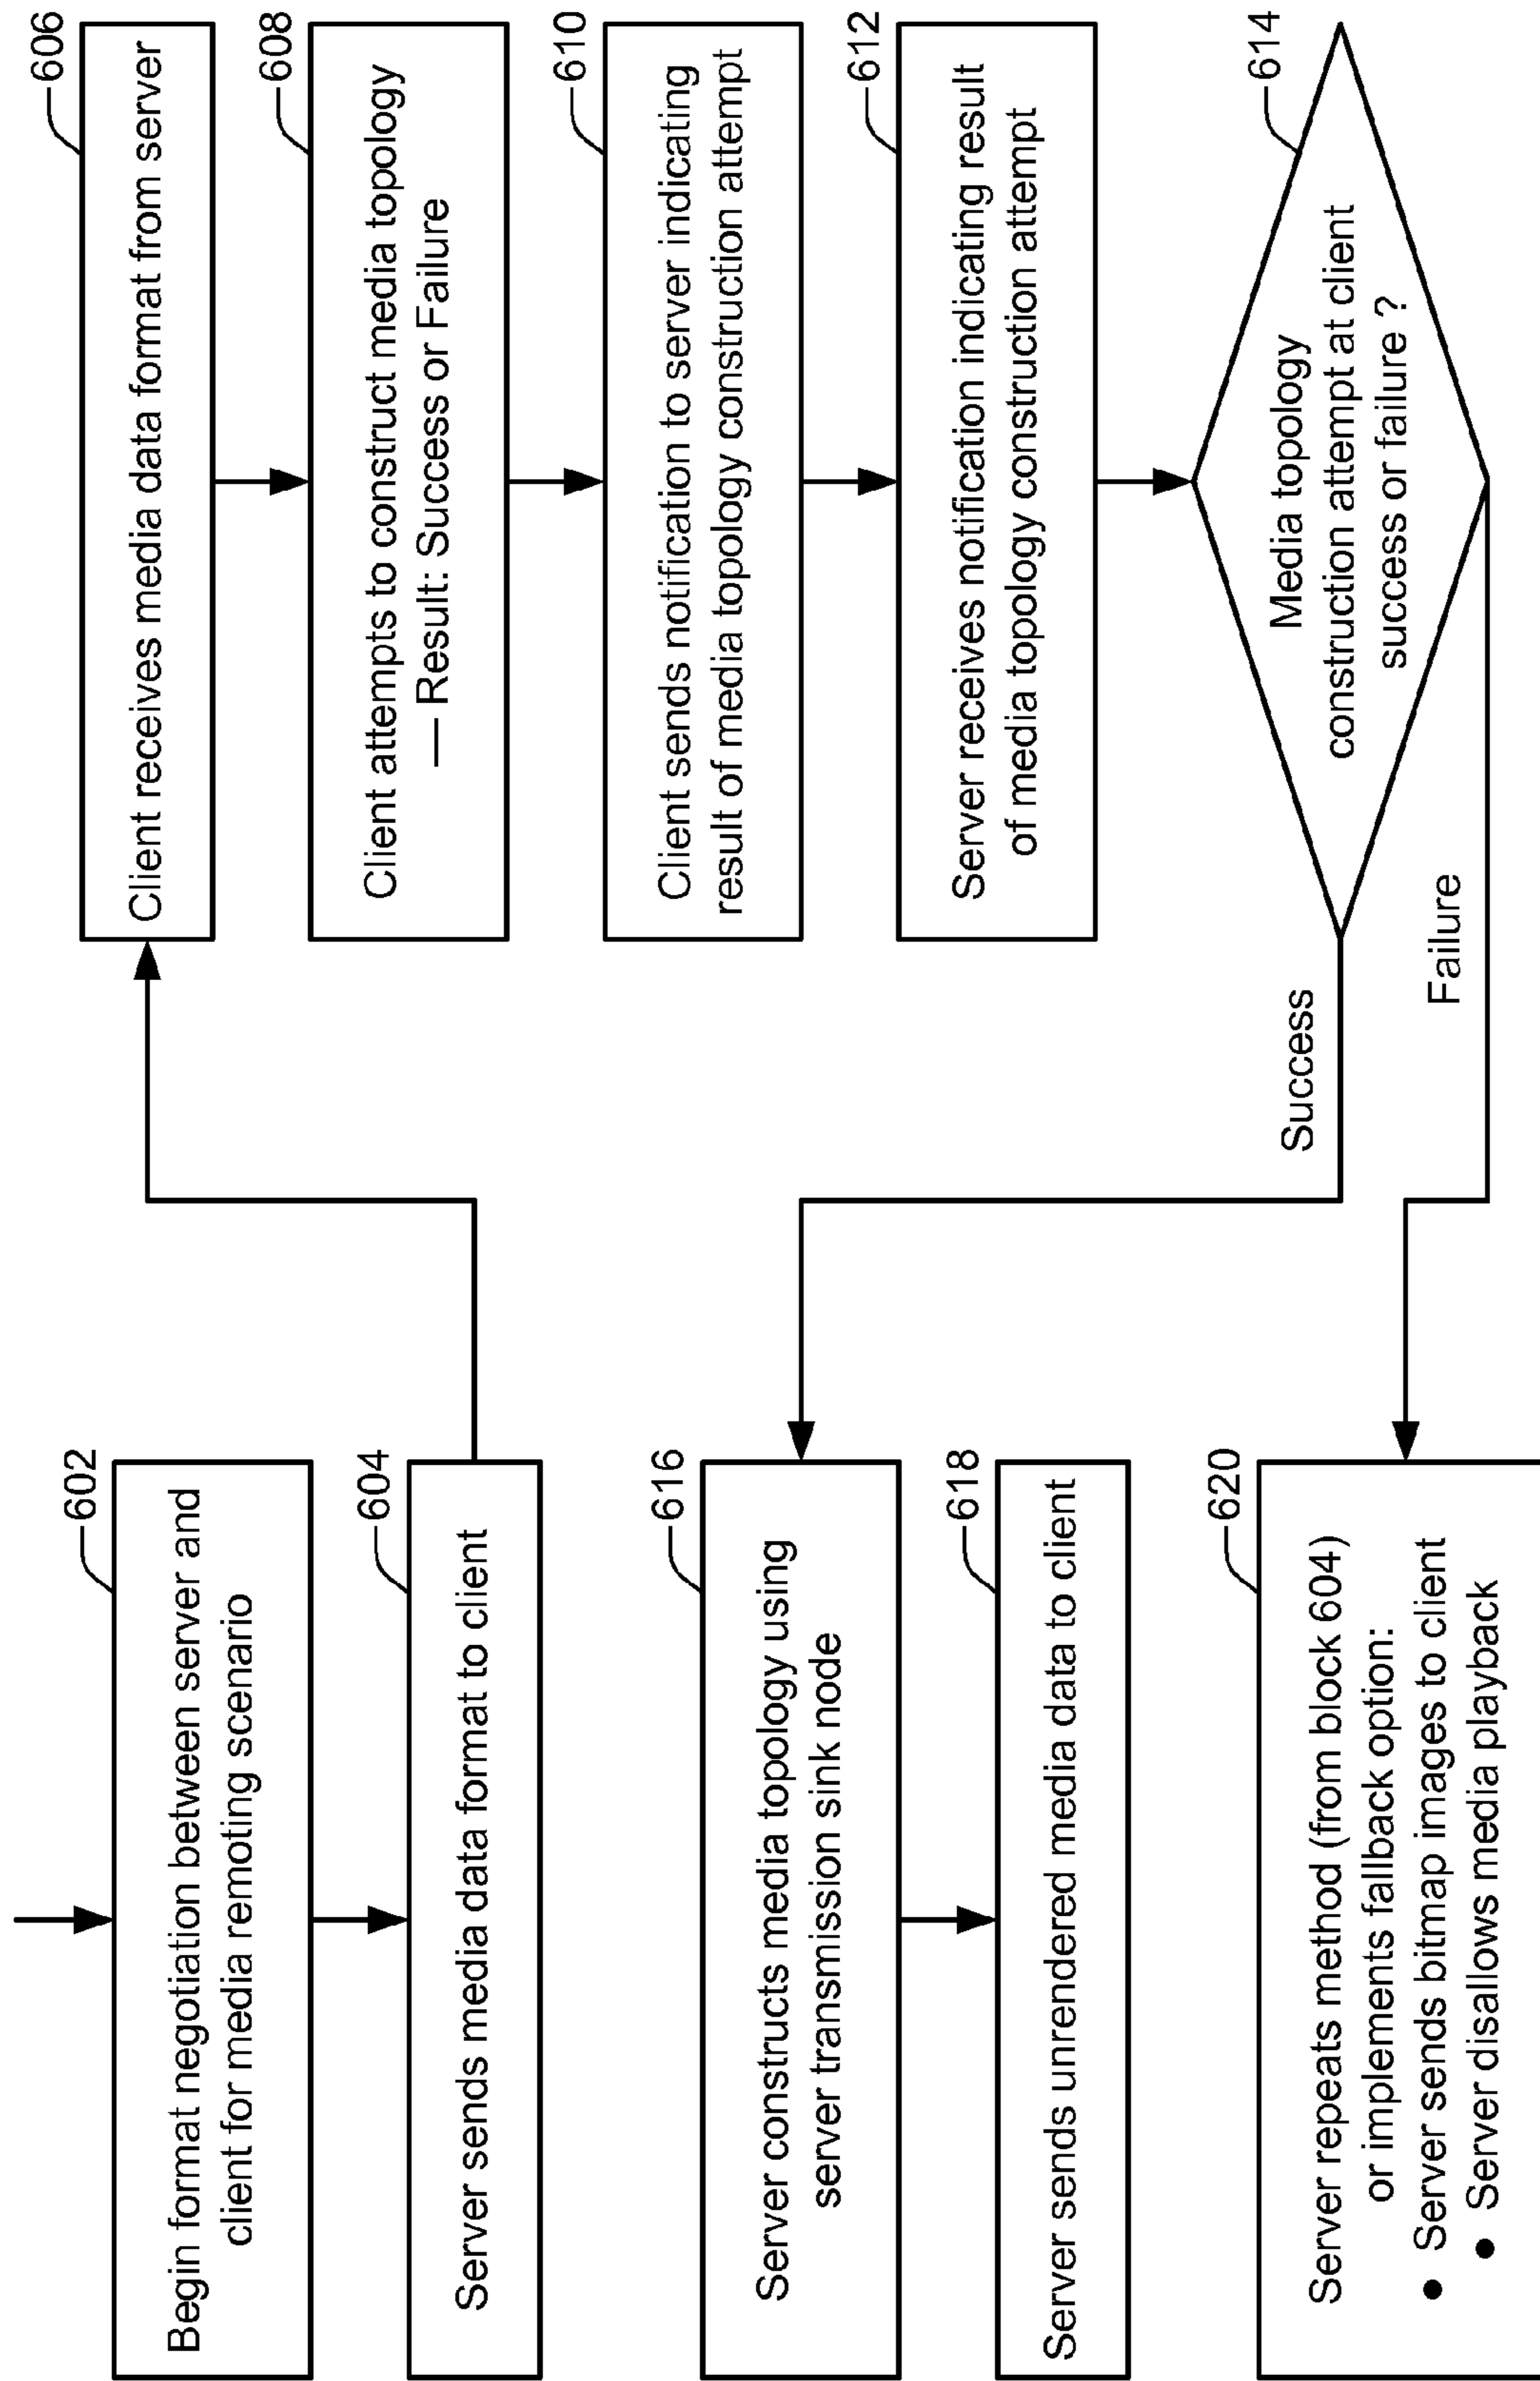 602
Begin format negotiation between server and
client for media remoting scenario
604
Server sends media data format to client
606
Client receives media data format from server
608
Client attempts to construct media topology
— Result: Success or Failure
610
Client sends notification to server indicating
result of media topology construction attempt
612
Server receives notification indicating result
of media topology construction attempt
614
Media topology
construction attempt at client
success or failure ?
Success
Failure
616
Server constructs media topology using
server transmission sink node
618
Server sends unrendered media data to client
620
Server repeats method (from block 604)
or implements fallback option:
● Server sends bitmap images to client
● Server disallows media playback